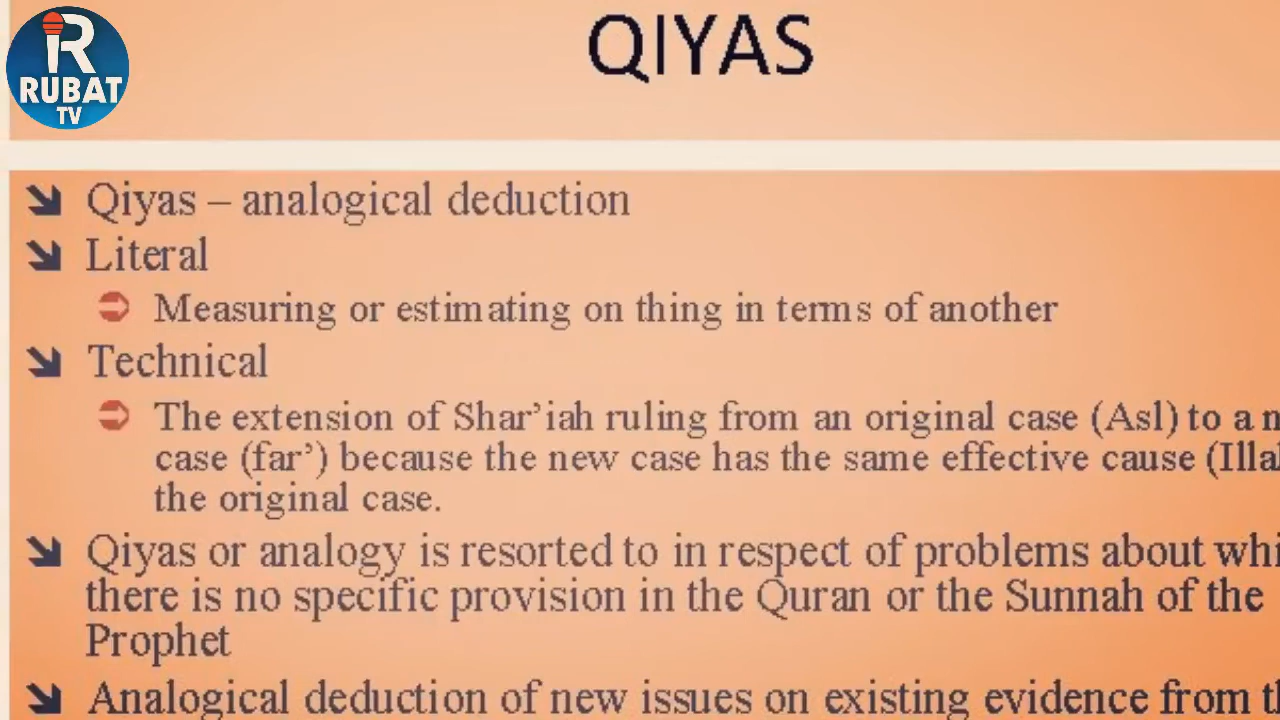 QIYAS
R
RUBAT
TV
Qiyas – analogical deduction
Literal
Measuring or estimating on thing in terms of another
Technical
The extension of Shar’iah ruling from an original case (Asl) to a
case (far’) because the new case has the same effective cause
the original case.
Qiyas or analogy is resorted to in respect of problems about
there is no specific provision in the Quran or the Sunnah of the
Prophet
Analogical deduction of new issues on existing evidence from